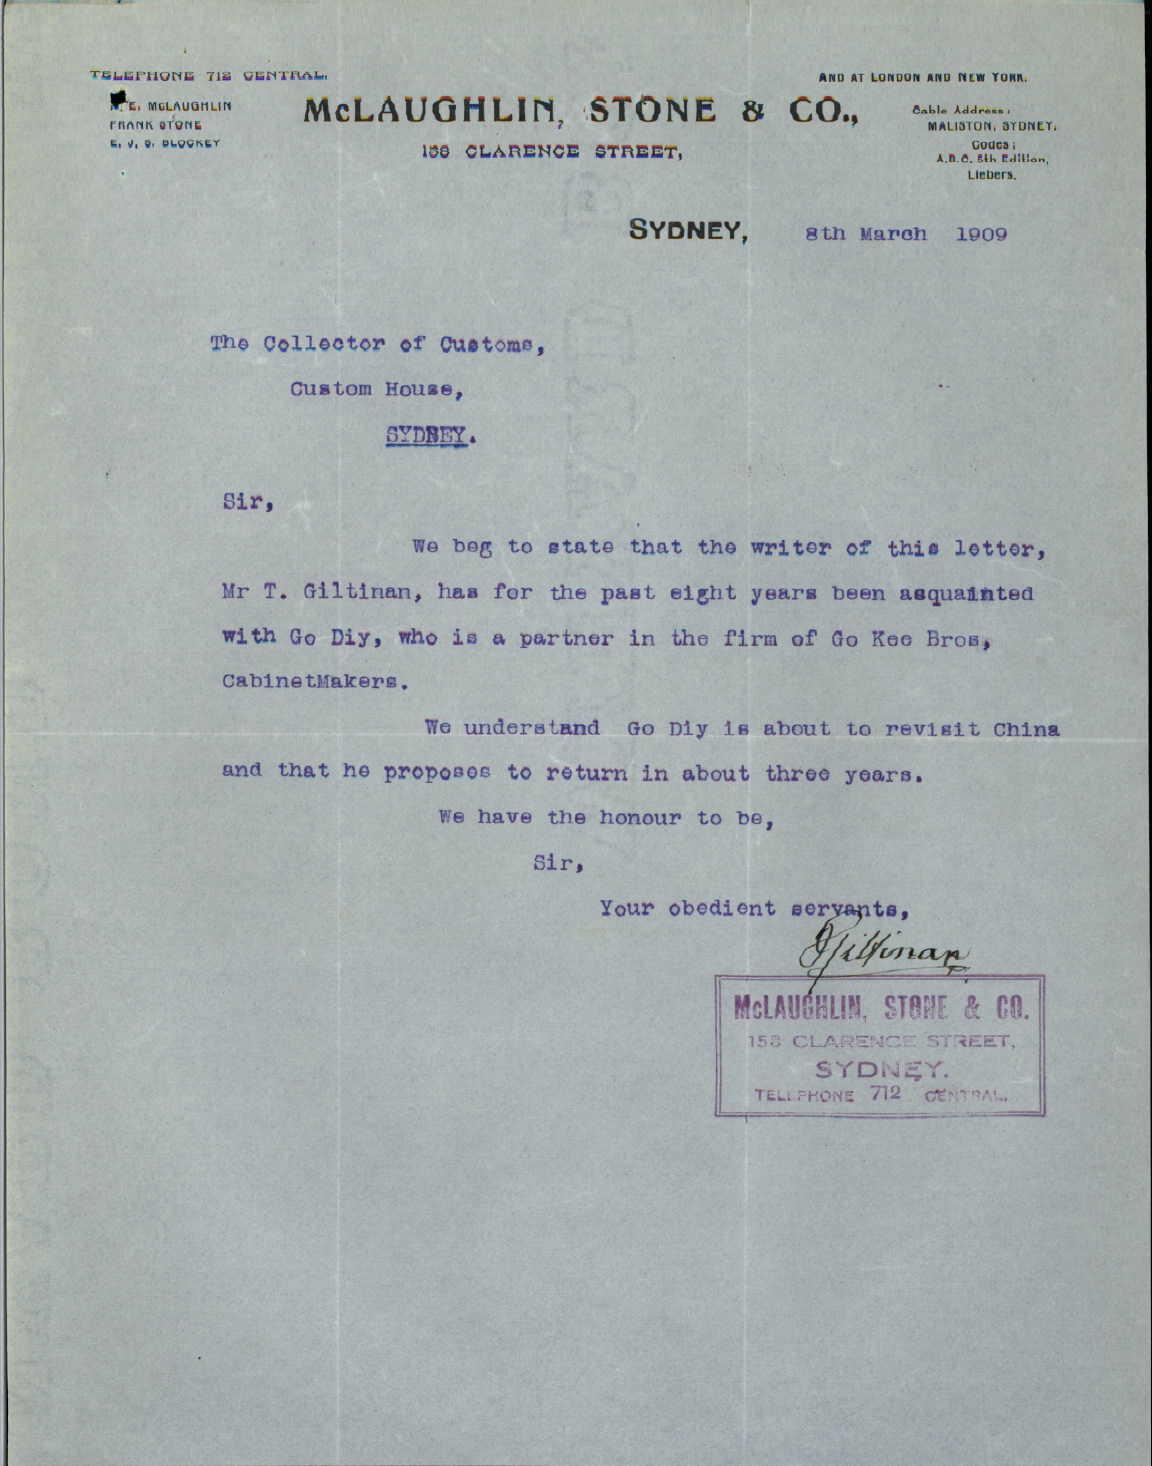 TELEPHONE 712 CENTRAL.
E. McLAUGHLIN
FRANK STONE
E. V. S. BLOCKEY
McLAUGHLIN, STONE & CO.,
158 CLARENCE STREET,
AND AT LONDON AND NEW YORK.
Cable Address:
MALISTON, SYDNEY.
Codes:
A.B.C. 5th Edition,
Liebers.
SYDNEY, 8th March 1909
The Collector of Customs,
Custom House,
SYDNEY.
Sir,
We beg to state that the writer of this letter,
Mr T. Giltinan, has for the past eight years been asquainted
with Go Diy, who is a partner in the firm of Go Kee Bros,
CabinetMakers.
We understand Go Diy is about to revisit China
and that he proposes to return in about three years.
We have the honour to be,
Sir,
Your obedient servants,
T Giltinan
McLAUGHLIN, STONE & CO.
158 CLARENCE STREET,
SYDNEY.
TELEPHONE 712 CENTRAL.